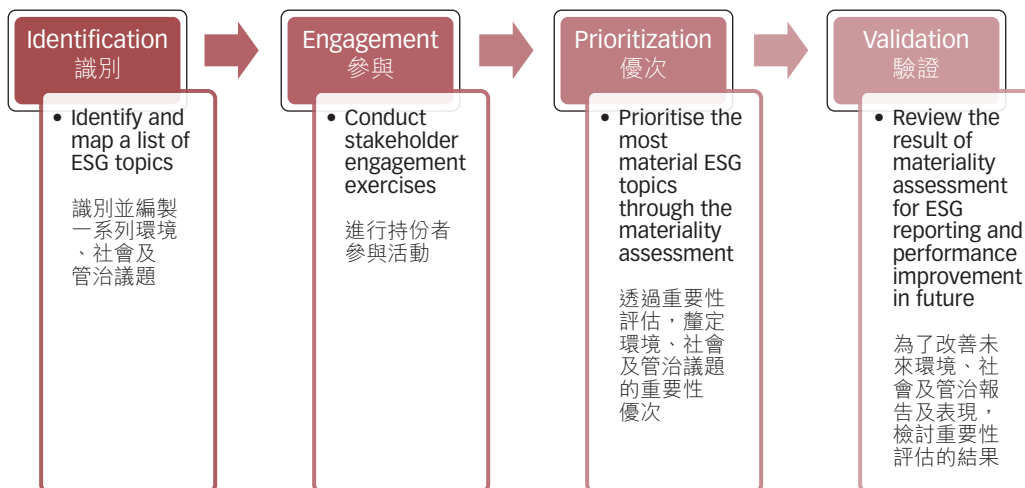 Identification
識別
• Identify and
map a list of
ESG topics
識別並編製
一系列環境
、社會及
管治議題
Engagement
參與
• Conduct
stakeholder
engagement
exercises
進行持份者
參與活動
Prioritization
優次
• Prioritise the
most
material ESG
topics
through the
materiality
assessment
透過重要性
評估，釐定
環境、社會
及管治議題
的重要性
優次
Validation
驗證
• Review the
result of
materiality
assessment
for ESG
reporting and
performance
improvement
in future
為了改善未
來環境、社
會及管治報
告及表現，
檢討重要性
評估的結果